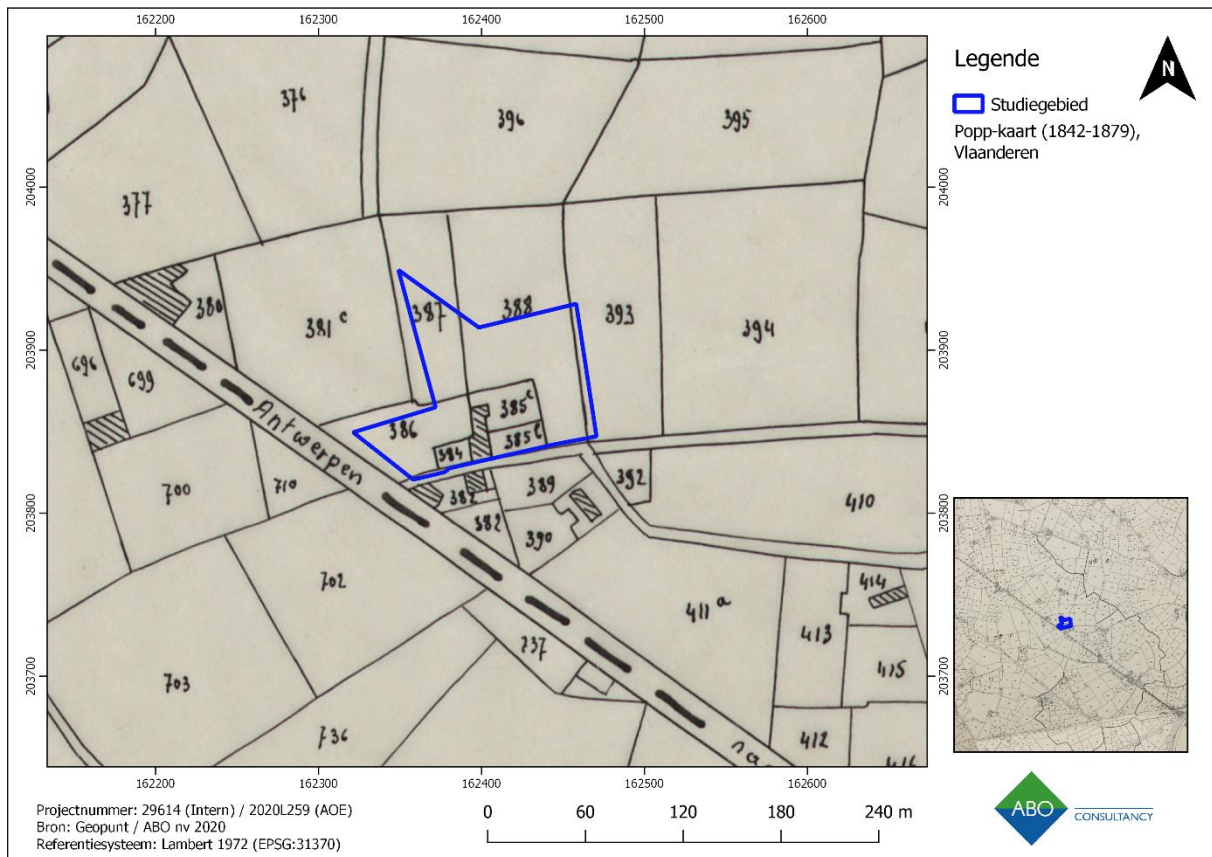 162200 162300 162400 162500 162600
204000
203900
203800
203700
204000
203900
203800
203700
376
396
395
377
380
381 c
387
388
393
394
696
699
386
385 c
385
384
Antwerpen
700
710
382
382
389
390
392
410
702
411 a
414
413
415
737
703
736
412
162200 162300 162400 162500 162600
Legende
N
Studiegebied
Popp-kaart (1842-1879),
Vlaanderen
Projectnummer: 29614 (Intern) / 2020L259 (AOE)
Bron: Geopunt / ABO nv 2020
Referentiesysteem: Lambert 1972 (EPSG:31370)
0 60 120 180 240 m
ABO
CONSULTANCY